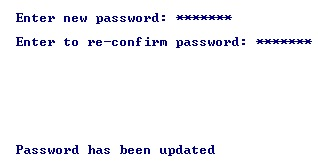 Enter new password: *******
Enter to re-confirm password: *******
Password has been updated